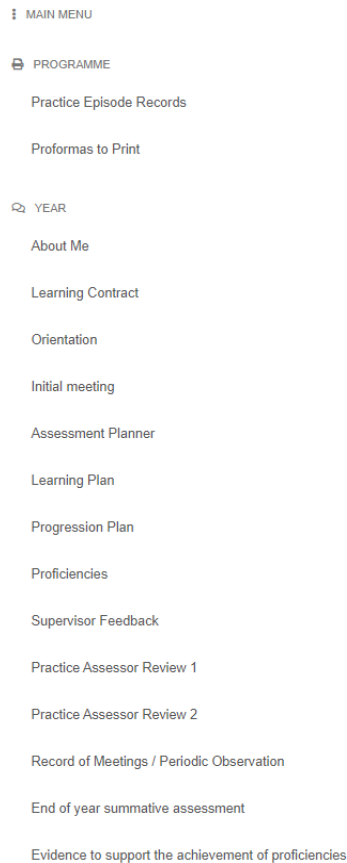 MAIN MENU
PROGRAMME
Practice Episode Records
Proformas to Print
YEAR
About Me
Learning Contract
Orientation
Initial meeting
Assessment Planner
Learning Plan
Progression Plan
Proficiencies
Supervisor Feedback
Practice Assessor Review 1
Practice Assessor Review 2
Record of Meetings / Periodic Observation
End of year summative assessment
Evidence to support the achievement of proficiencies